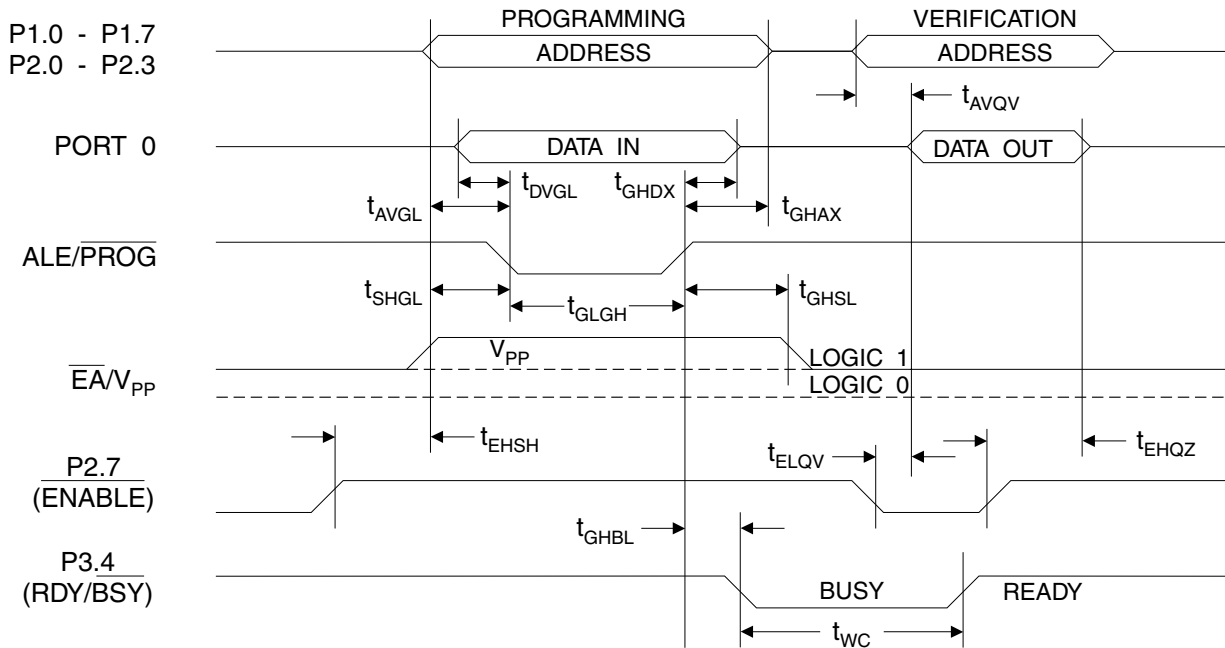 PROGRAMMING VERIFICATION
P1.0 - P1.7
P2.0 - P2.3
ADDRESS ADDRESS
tAVQV
PORT 0 DATA IN DATA OUT
tDVGL tGHDX
tAVGL tGHAX
ALE/PROG
tSHGL tGLGH tGHSL
VPP LOGIC 1
EA/VPP LOGIC 0
tEHSH tELQV tEHQZ
P2.7
(ENABLE)
tGHBL
P3.4
(RDY/BSY) BUSY READY
tWC